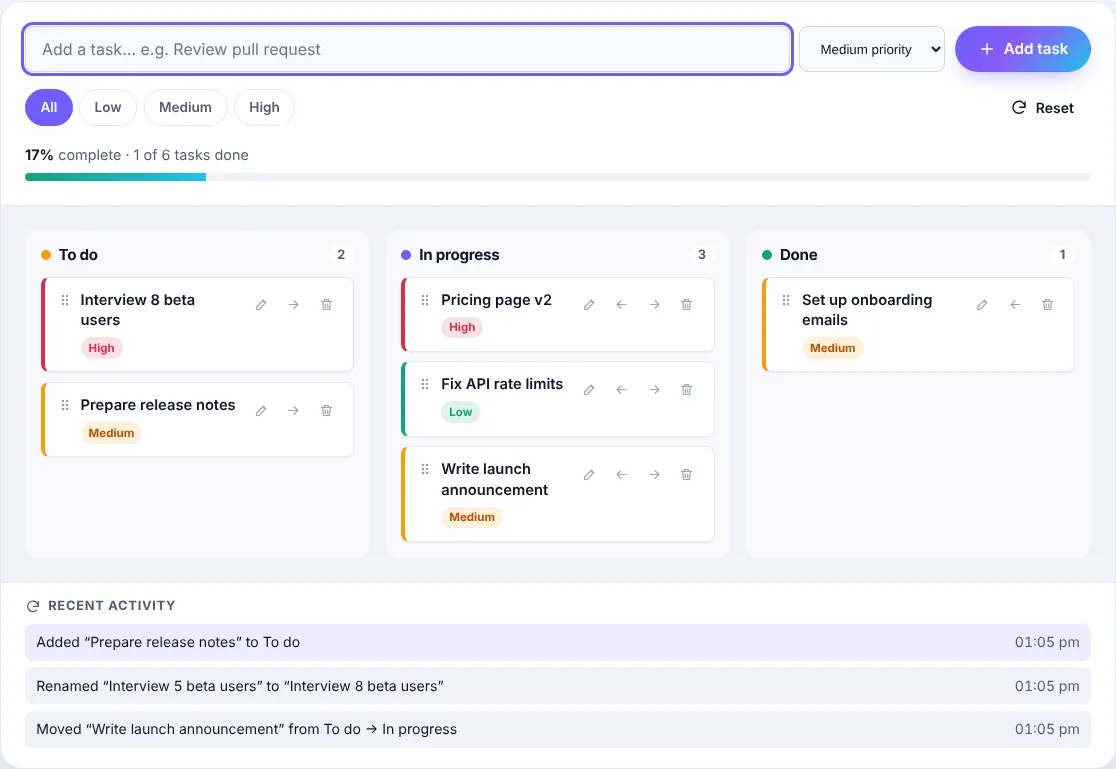 Add a task... e.g. Review pull request
Medium priority
+ Add task
All
Low
Medium
High
Reset
17% complete · 1 of 6 tasks done
To do
2
Interview 8 beta
users
High
Prepare release notes
Medium
In progress
3
Pricing page v2
High
Fix API rate limits
Low
Write launch
announcement
Medium
Done
1
Set up onboarding
emails
Medium
RECENT ACTIVITY
Added “Prepare release notes” to To do
01:05 pm
Renamed “Interview 5 beta users” to “Interview 8 beta users”
01:05 pm
Moved “Write launch announcement” from To do → In progress
01:05 pm